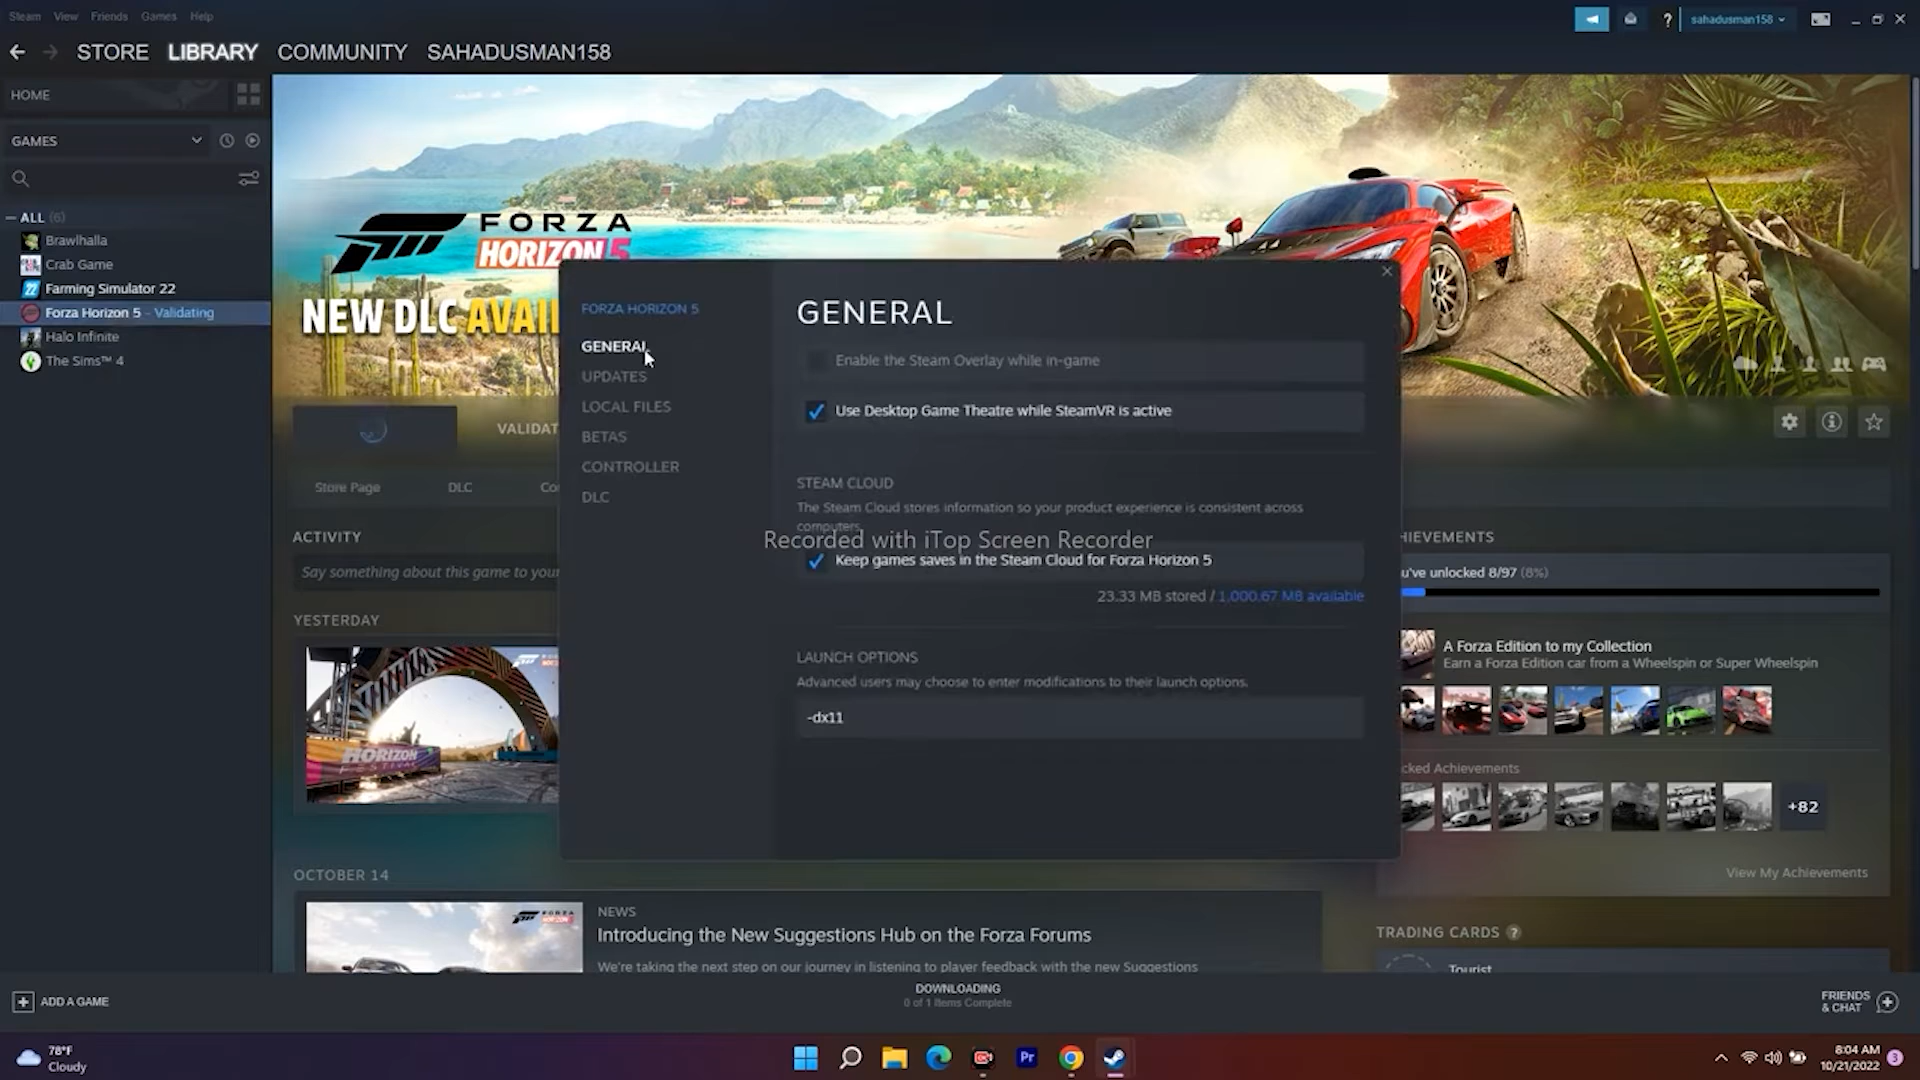 Steam View Friends Games Help
sahadusman158
STORE LIBRARY COMMUNITY SAHADUSMAN158
HOME
GAMES
ALL (6)
Brawlhalla
Crab Game
Farming Simulator 22
Forza Horizon 5 - Validating
Halo Infinite
The Sims™ 4
FORZA
HORIZON 5
NEW DLC AVAI
VALIDAT
Store Page DLC Co
ACTIVITY
Say something about this game to your
YESTERDAY
HORIZON
FESTIVAL
FORZA HORIZON 5
GENERAL
UPDATES
LOCAL FILES
BETAS
CONTROLLER
DLC
GENERAL
Enable the Steam Overlay while in-game
Use Desktop Game Theatre while SteamVR is active
STEAM CLOUD
The Steam Cloud stores information so your product experience is consistent across
computers.
Recorded with iTop Screen Recorder
Keep games saves in the Steam Cloud for Forza Horizon 5
23.33 MB stored / 1,000.67 MB available
LAUNCH OPTIONS
Advanced users may choose to enter modifications to their launch options.
-dx11
HIEVEMENTS
u've unlocked 8/97 (8%)
A Forza Edition to my Collection
Earn a Forza Edition car from a Wheelspin or Super Wheelspin
cked Achievements
+82
View My Achievements
TRADING CARDS ?
Tourist
OCTOBER 14
FORZA
NEWS
Introducing the New Suggestions Hub on the Forza Forums
We're taking the next step on our journey in listening to player feedback with the new Suggestions
ADD A GAME
DOWNLOADING
0 of 1 Items Complete
FRIENDS
& CHAT
78°F
Cloudy
Pr
8:04 AM
10/21/2022
3